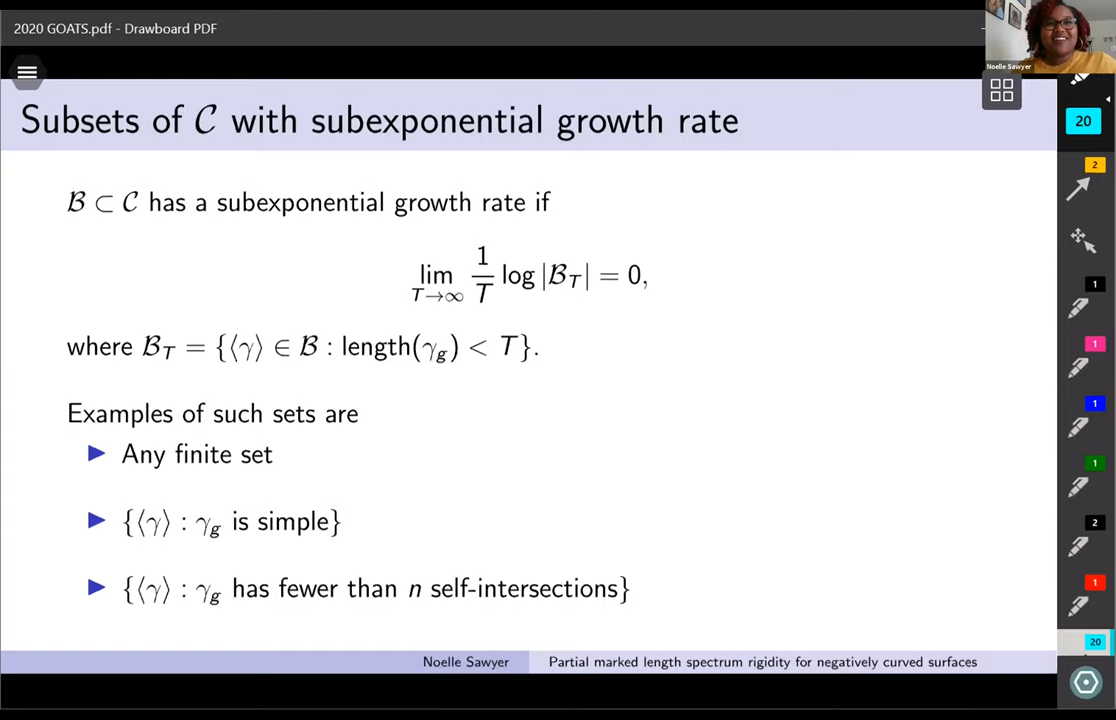 2020 GOATS.pdf - Drawboard PDF
Noelle Sawyer
Subsets of 𝒞 with subexponential growth rate
20
2
ℬ ⊂ 𝒞 has a subexponential growth rate if
lim_{T→∞} 1/T log |ℬ_T| = 0,
1
1
where ℬ_T = {⟨γ⟩ ∈ ℬ : length(γ_g) < T}.
1
Examples of such sets are
▶ Any finite set
1
▶ {⟨γ⟩ : γ_g is simple}
2
▶ {⟨γ⟩ : γ_g has fewer than n self-intersections}
1
20
Noelle Sawyer Partial marked length spectrum rigidity for negatively curved surfaces